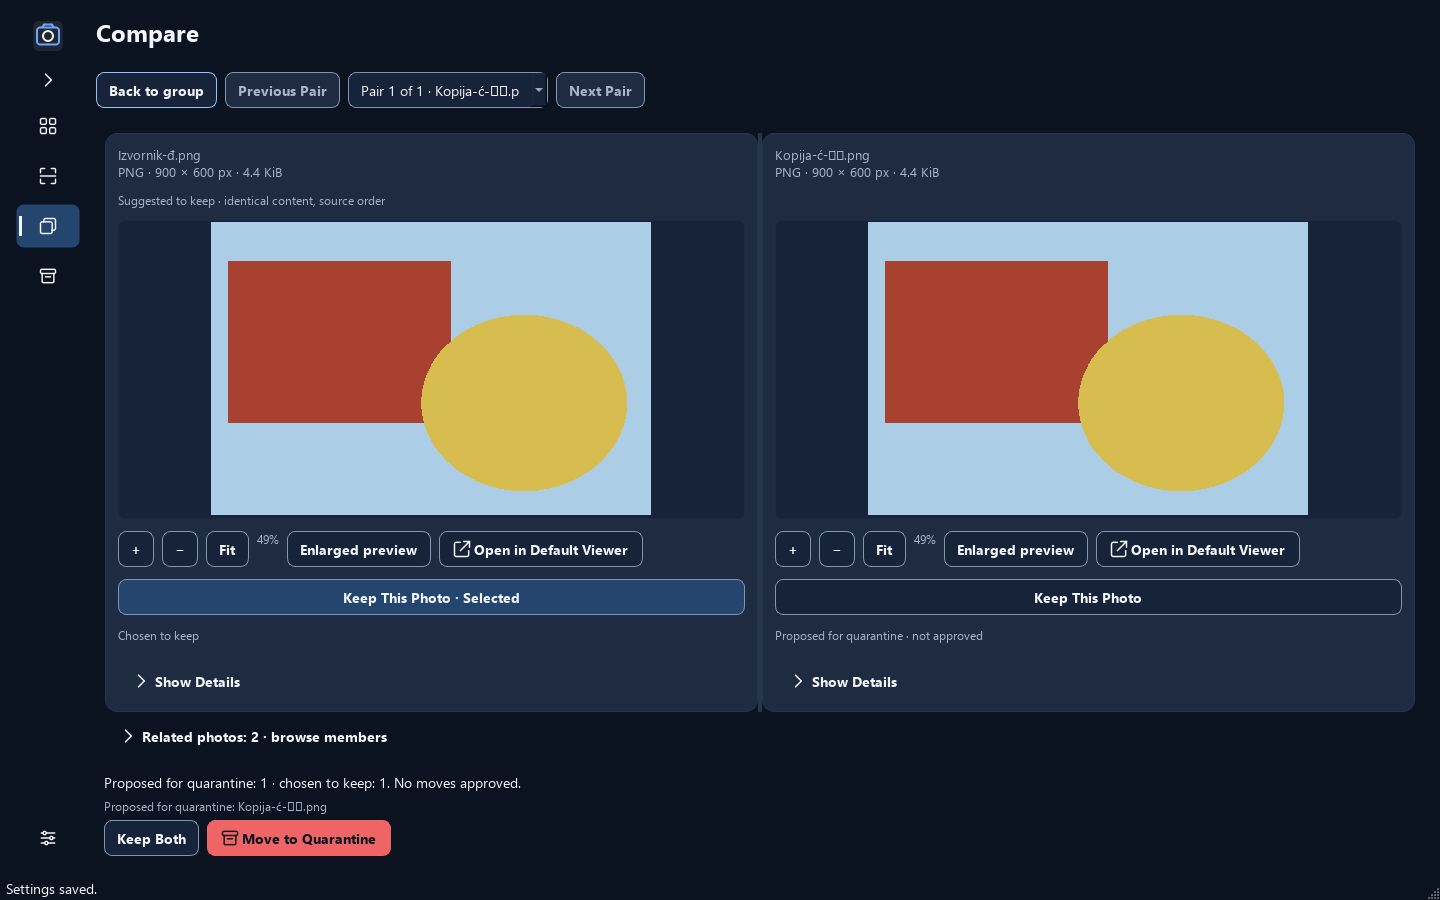 Compare
Back to group
Previous Pair
Pair 1 of 1 · Kopija-ć-□□.p
Next Pair
Izvornik-đ.png
PNG · 900 × 600 px · 4.4 KiB
Suggested to keep · identical content, source order
+
−
Fit
49%
Enlarged preview
Open in Default Viewer
Keep This Photo · Selected
Chosen to keep
Show Details
Kopija-ć-□□.png
PNG · 900 × 600 px · 4.4 KiB
+
−
Fit
49%
Enlarged preview
Open in Default Viewer
Keep This Photo
Proposed for quarantine · not approved
Show Details
Related photos: 2 · browse members
Proposed for quarantine: 1 · chosen to keep: 1. No moves approved.
Proposed for quarantine: Kopija-ć-□□.png
Keep Both
Move to Quarantine
Settings saved.